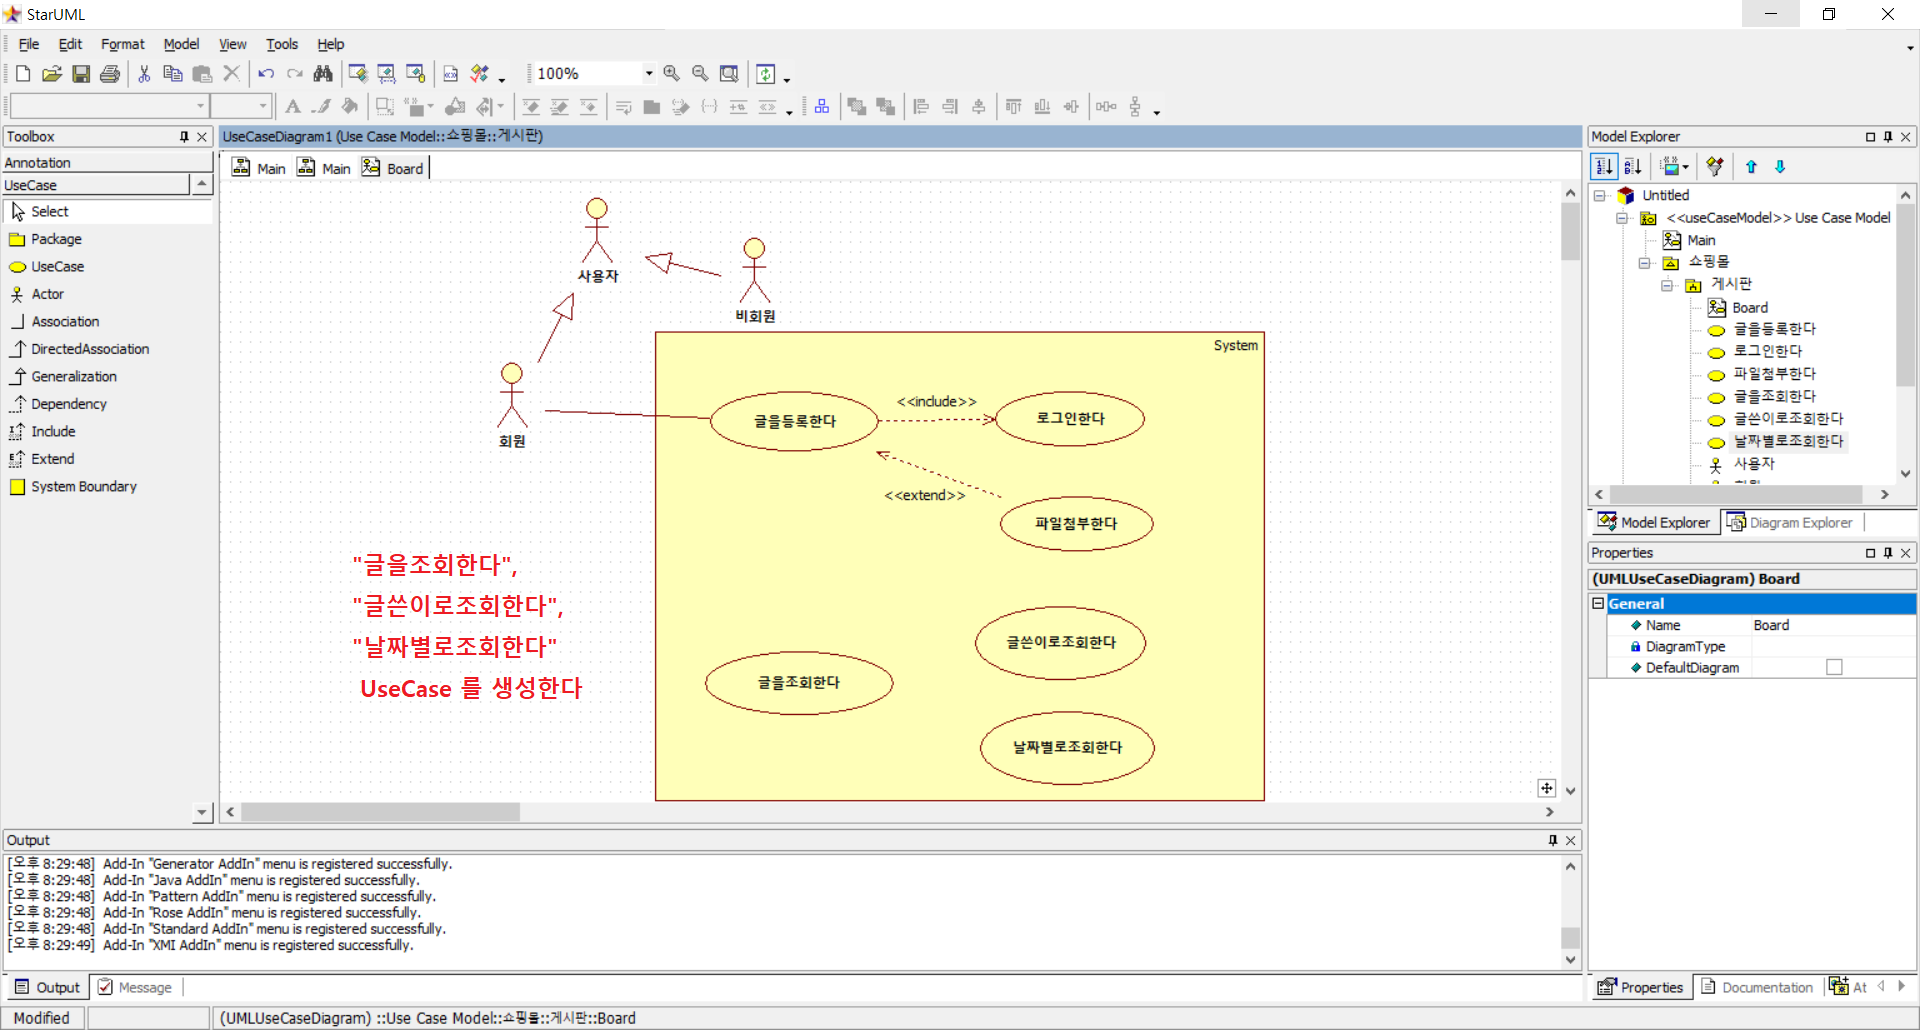 StarUML
File Edit Format Model View Tools Help
100%
Toolbox
Annotation
UseCase
Select
Package
UseCase
Actor
Association
DirectedAssociation
Generalization
Dependency
Include
Extend
System Boundary
UseCaseDiagram1 (Use Case Model::쇼핑몰::게시판)
Main Main Board
사용자
비회원
회원
System
글을등록한다
<<include>>
로그인한다
<<extend>>
파일첨부한다
글쓴이로조회한다
글을조회한다
날짜별로조회한다
"글을조회한다",
"글쓴이로조회한다",
"날짜별로조회한다"
UseCase 를 생성한다
Model Explorer
Untitled
<<useCaseModel>> Use Case Model
Main
쇼핑몰
게시판
Board
글을등록한다
로그인한다
파일첨부한다
글을조회한다
글쓴이로조회한다
날짜별로조회한다
사용자
Model Explorer Diagram Explorer
Properties
(UMLUseCaseDiagram) Board
General
Name Board
DiagramType
DefaultDiagram
Properties Documentation At
Output
[오후 8:29:48] Add-In "Generator AddIn" menu is registered successfully.
[오후 8:29:48] Add-In "Java AddIn" menu is registered successfully.
[오후 8:29:48] Add-In "Pattern AddIn" menu is registered successfully.
[오후 8:29:48] Add-In "Rose AddIn" menu is registered successfully.
[오후 8:29:48] Add-In "Standard AddIn" menu is registered successfully.
[오후 8:29:49] Add-In "XMI AddIn" menu is registered successfully.
Output Message
Modified (UMLUseCaseDiagram) ::Use Case Model::쇼핑몰::게시판::Board